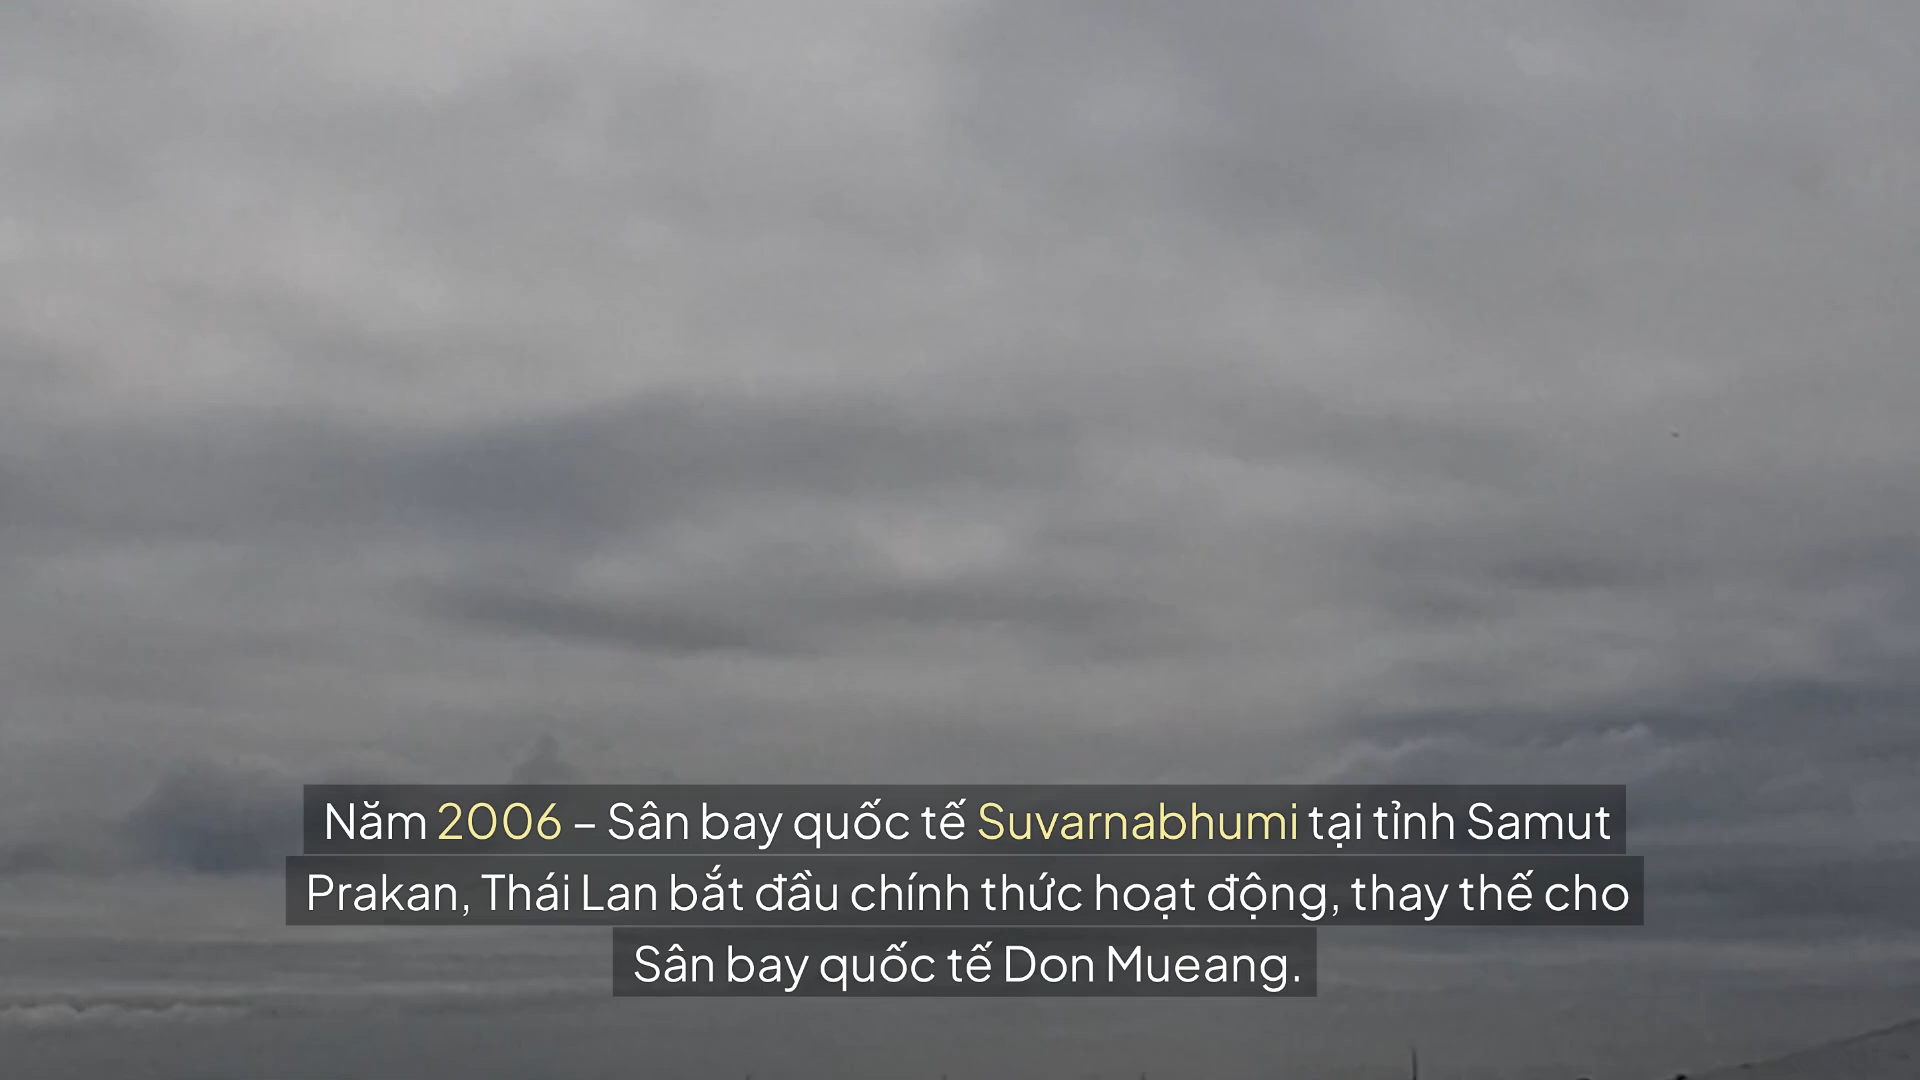 Năm 2006 – Sân bay quốc tế Suvarnabhumi tại tỉnh Samut
Prakan, Thái Lan bắt đầu chính thức hoạt động, thay thế cho
Sân bay quốc tế Don Mueang.